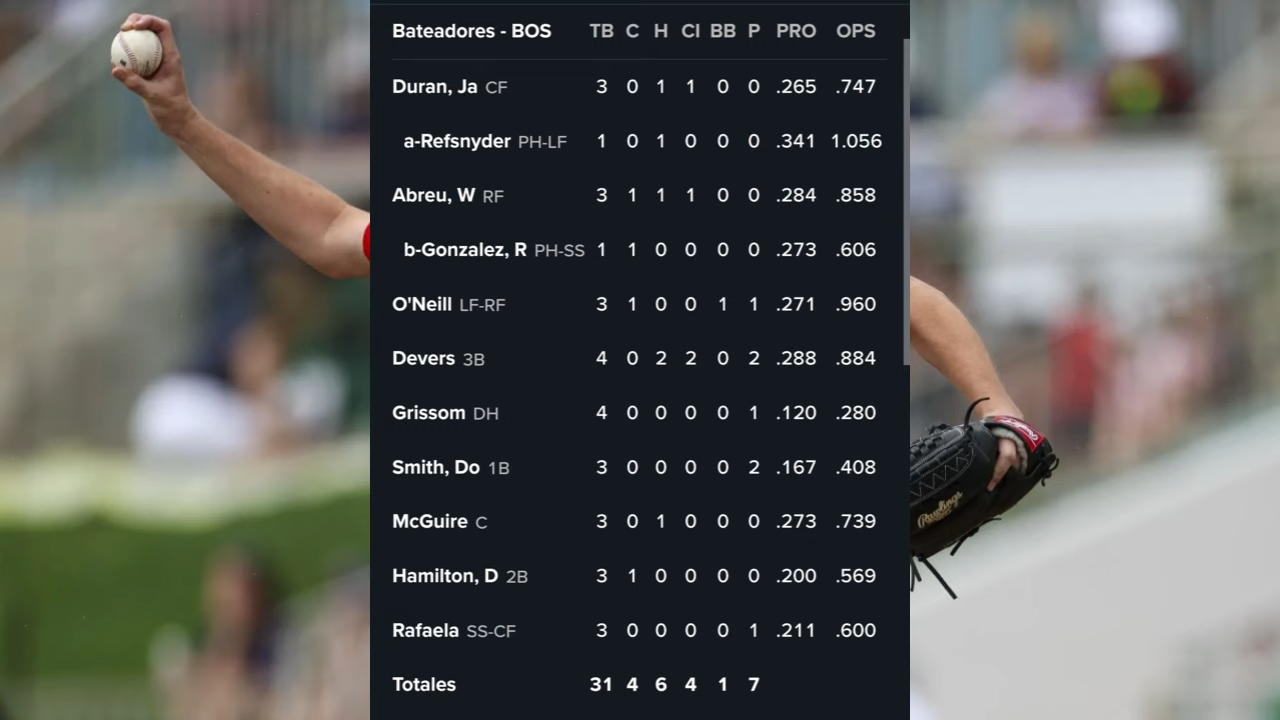 Bateadores - BOS TB C H CI BB P PRO OPS
Duran, Ja CF 3 0 1 1 0 0 .265 .747
a-Refsnyder PH-LF 1 0 1 0 0 0 .341 1.056
Abreu, W RF 3 1 1 1 0 0 .284 .858
b-Gonzalez, R PH-SS 1 1 0 0 0 0 .273 .606
O'Neill LF-RF 3 1 0 0 1 1 .271 .960
Devers 3B 4 0 2 2 0 2 .288 .884
Grissom DH 4 0 0 0 0 1 .120 .280
Smith, Do 1B 3 0 0 0 0 2 .167 .408
McGuire C 3 0 1 0 0 0 .273 .739
Hamilton, D 2B 3 1 0 0 0 0 .200 .569
Rafaela SS-CF 3 0 0 0 0 1 .211 .600
Totales 31 4 6 4 1 7
Rawlings